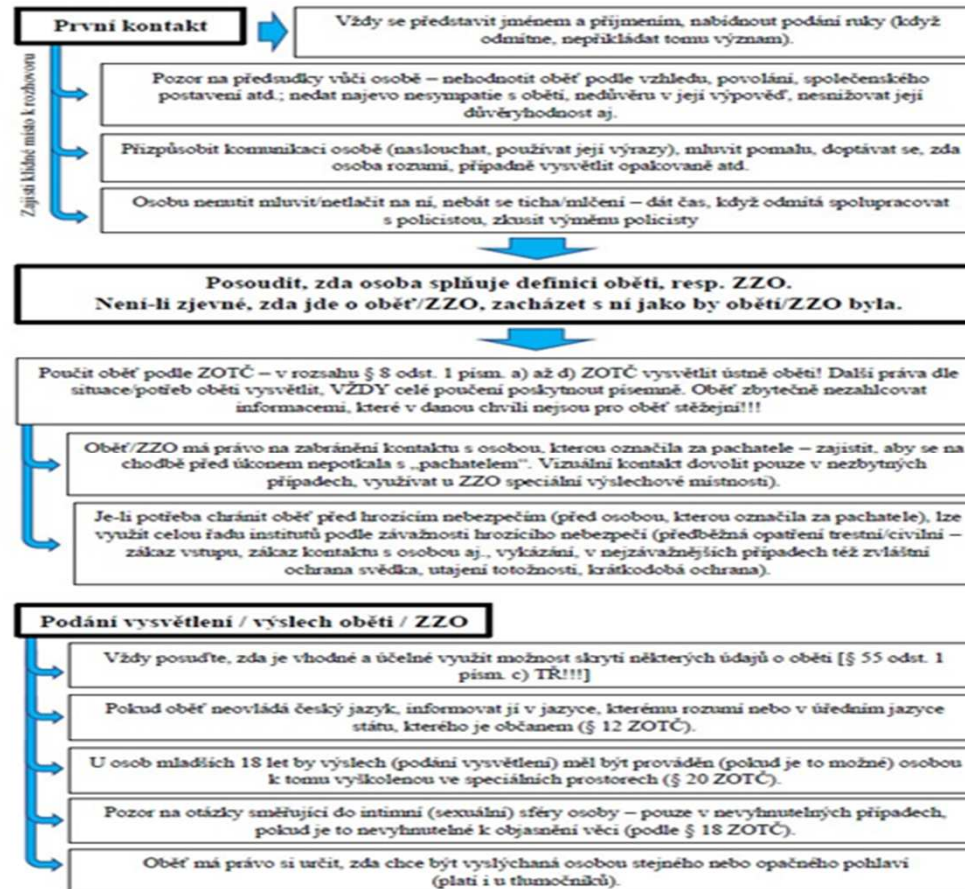 První kontakt
Vždy se představit jménem a příjmením, nabídnout podání ruky (když
odmítne, nepřikládat tomu význam).
Zajisti klidné místo k rozhovoru
Pozor na předsudky vůči osobě – nehodnotit oběť podle vzhledu, povolání, společenského
postavení atd.; nedat najevo nesympatie s obětí, nedůvěru v její výpověď, nesnižovat její
důvěryhodnost aj.
Přizpůsobit komunikaci osobě (naslouchat, používat její výrazy), mluvit pomalu, doptávat se, zda
osoba rozumí, případně vysvětlit opakovaně atd.
Osobu nenutit mluvit/netlačit na ní, nebát se ticha/mlčení – dát čas, když odmítá spolupracovat
s policistou, zkusit výměnu policisty
Posoudit, zda osoba splňuje definici oběti, resp. ZZO.
Není-li zjevné, zda jde o oběť/ZZO, zacházet s ní jako by obětí/ZZO byla.
Poučit oběť podle ZOTČ – v rozsahu § 8 odst. 1 písm. a) až d) ZOTČ vysvětlit ústně oběti! Další práva dle
situace/potřeb oběti vysvětlit, VŽDY celé poučení poskytnout písemně. Oběť zbytečně nezahlcovat
informacemi, které v danou chvíli nejsou pro oběť stěžejní!!!
Oběť/ZZO má právo na zabránění kontaktu s osobou, kterou označila za pachatele – zajistit, aby se na
chodbě před úkonem nepotkala s „pachatelem“. Vizuální kontakt dovolit pouze v nezbytných
případech, využívat u ZZO speciální výslechové místnosti).
Je-li potřeba chránit oběť před hrozícím nebezpečím (před osobou, kterou označila za pachatele), lze
využít celou řadu institutů podle závažnosti hrozícího nebezpečí (předběžná opatření trestní/civilní –
zákaz vstupu, zákaz kontaktu s osobou aj., vykázání, v nejzávažnějších případech též zvláštní
ochrana svědka, utajení totožnosti, krátkodobá ochrana).
Podání vysvětlení / výslech oběti / ZZO
Vždy posuďte, zda je vhodné a účelné využít možnost skrytí některých údajů o oběti [§ 55 odst. 1
písm. c) TŘ!!!]
Pokud oběť neovládá český jazyk, informovat jí v jazyce, kterému rozumí nebo v úředním jazyce
státu, kterého je občanem (§ 12 ZOTČ).
U osob mladších 18 let by výslech (podání vysvětlení) měl být prováděn (pokud je to možné) osobou
k tomu vyškolenou ve speciálních prostorech (§ 20 ZOTČ).
Pozor na otázky směřující do intimní (sexuální) sféry osoby – pouze v nevyhnutelných případech,
pokud je to nevyhnutelné k objasnění věci (podle § 18 ZOTČ).
Oběť má právo si určit, zda chce být vyslýchaná osobou stejného nebo opačného pohlaví
(platí i u tlumočníků).